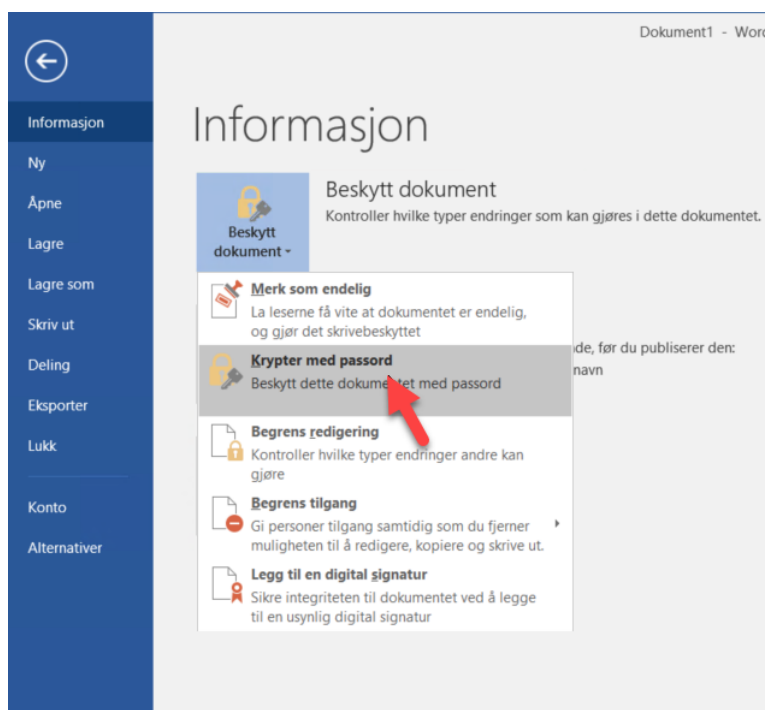 Dokument1 - Word
Informasjon
Ny
Åpne
Lagre
Lagre som
Skriv ut
Deling
Eksporter
Lukk
Konto
Alternativer
Informasjon
Beskytt
dokument
Beskytt dokument
Kontroller hvilke typer endringer som kan gjøres i dette dokumentet.
Merk som endelig
La leserne få vite at dokumentet er endelig,
og gjør det skrivebeskyttet
Krypter med passord
Beskytt dette dokumentet med passord
de, før du publiserer den:
navn
Begrens redigering
Kontroller hvilke typer endringer andre kan
gjøre
Begrens tilgang
Gi personer tilgang samtidig som du fjerner
muligheten til å redigere, kopiere og skrive ut.
Legg til en digital signatur
Sikre integriteten til dokumentet ved å legge
til en usynlig digital signatur